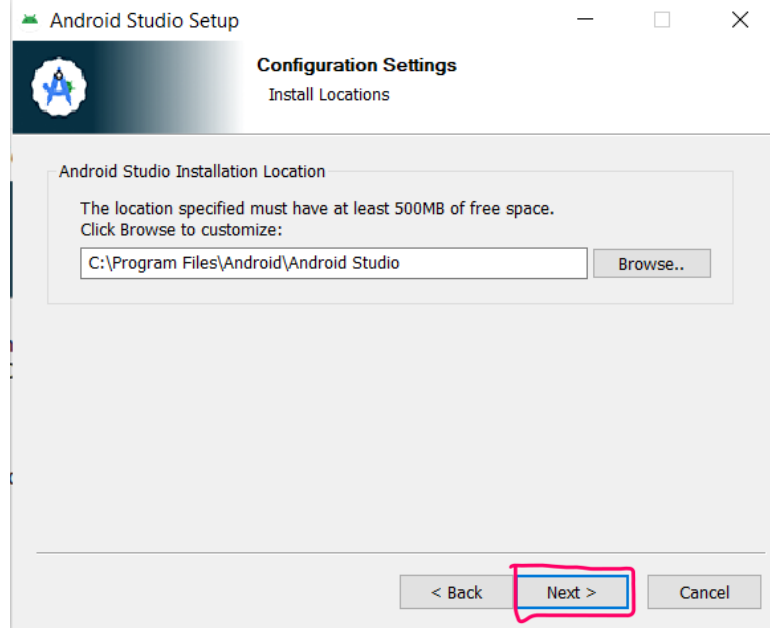 Android Studio Setup
Configuration Settings
Install Locations
Android Studio Installation Location
The location specified must have at least 500MB of free space.
Click Browse to customize:
C:\Program Files\Android\Android Studio
Browse..
< Back
Next >
Cancel